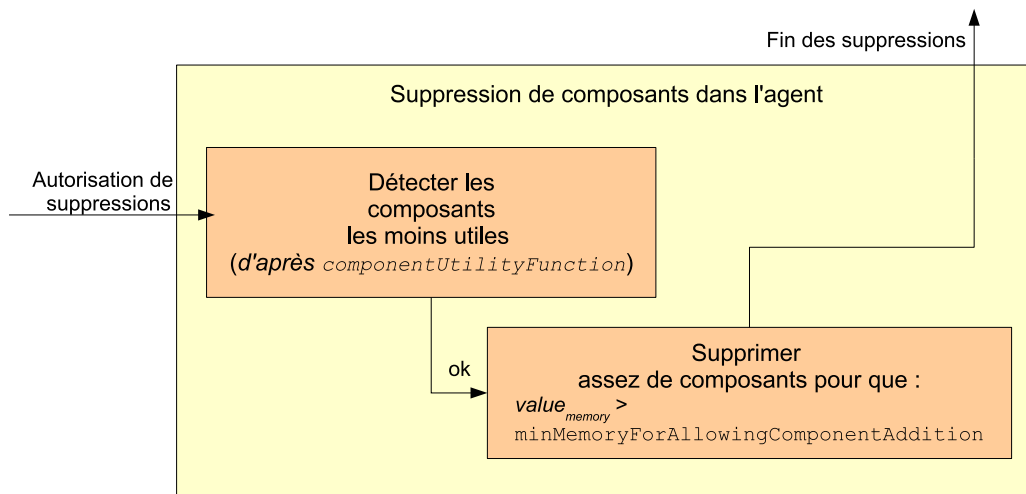 Fin des suppressions
Suppression de composants dans l'agent
Autorisation de
suppressions
Détecter les
composants
les moins utiles
(d'après componentUtilityFunction)
ok
Supprimer
assez de composants pour que :
value_memory >
minMemoryForAllowingComponentAddition